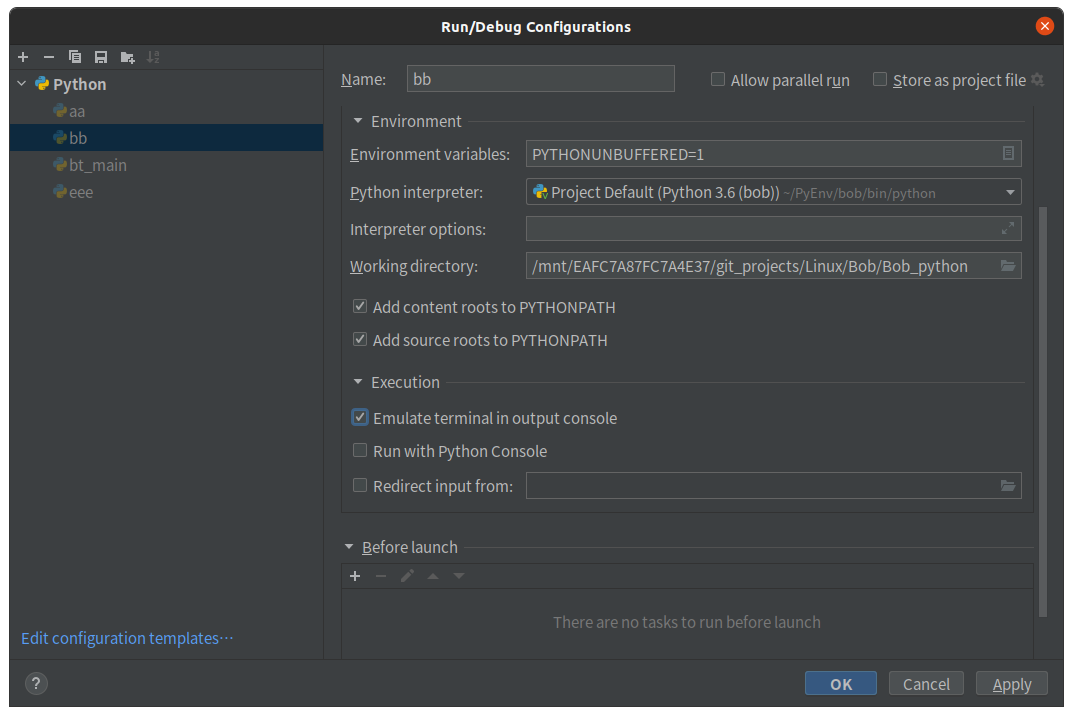 Run/Debug Configurations
Python
aa
bb
bt_main
eee
Edit configuration templates...
Name: bb Allow parallel run Store as project file
Environment
Environment variables: PYTHONUNBUFFERED=1
Python interpreter: Project Default (Python 3.6 (bob)) ~/PyEnv/bob/bin/python
Interpreter options:
Working directory: /mnt/EAFC7A87FC7A4E37/git_projects/Linux/Bob/Bob_python
Add content roots to PYTHONPATH
Add source roots to PYTHONPATH
Execution
Emulate terminal in output console
Run with Python Console
Redirect input from:
Before launch
There are no tasks to run before launch
? OK Cancel Apply